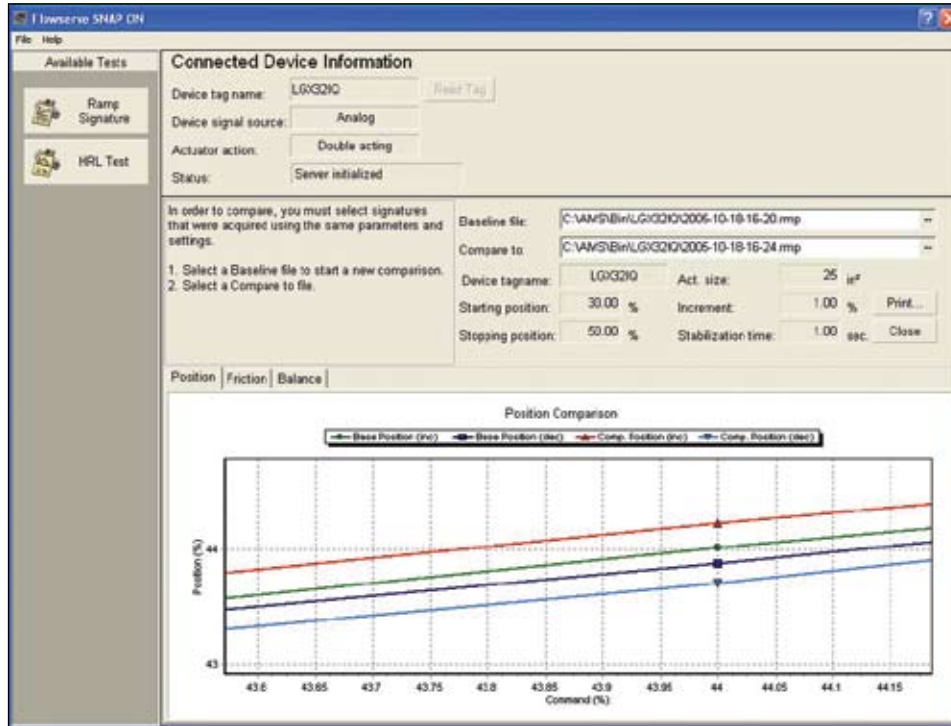 Flowserve SNAP ON
File Help
Available Tests
Ramp
Signature
HRL Test
Connected Device Information
Device tag name: LGX32IQ Read Tag
Device signal source: Analog
Actuator action: Double acting
Status: Server initialized
In order to compare, you must select signatures
that were acquired using the same parameters and
settings.
1. Select a Baseline file to start a new comparison.
2. Select a Compare to file.
Baseline file: C:\AMS\Bin\LGX32IQ\2006-10-18-16-20.rmp
Compare to: C:\AMS\Bin\LGX32IQ\2006-10-18-16-24.rmp
Device tagname: LGX32IQ Act. size: 25 in²
Starting position: 30.00 % Increment: 1.00 % Print...
Stopping position: 50.00 % Stabilization time: 1.00 sec. Close
Position Friction Balance
Position Comparison
Base Position (inc) Base Position (dec) Comp. Position (inc) Comp. Position (dec)
Position (%)
44
43
43.6 43.65 43.7 43.75 43.8 43.85 43.9 43.95 44 44.05 44.1 44.15
Command (%)